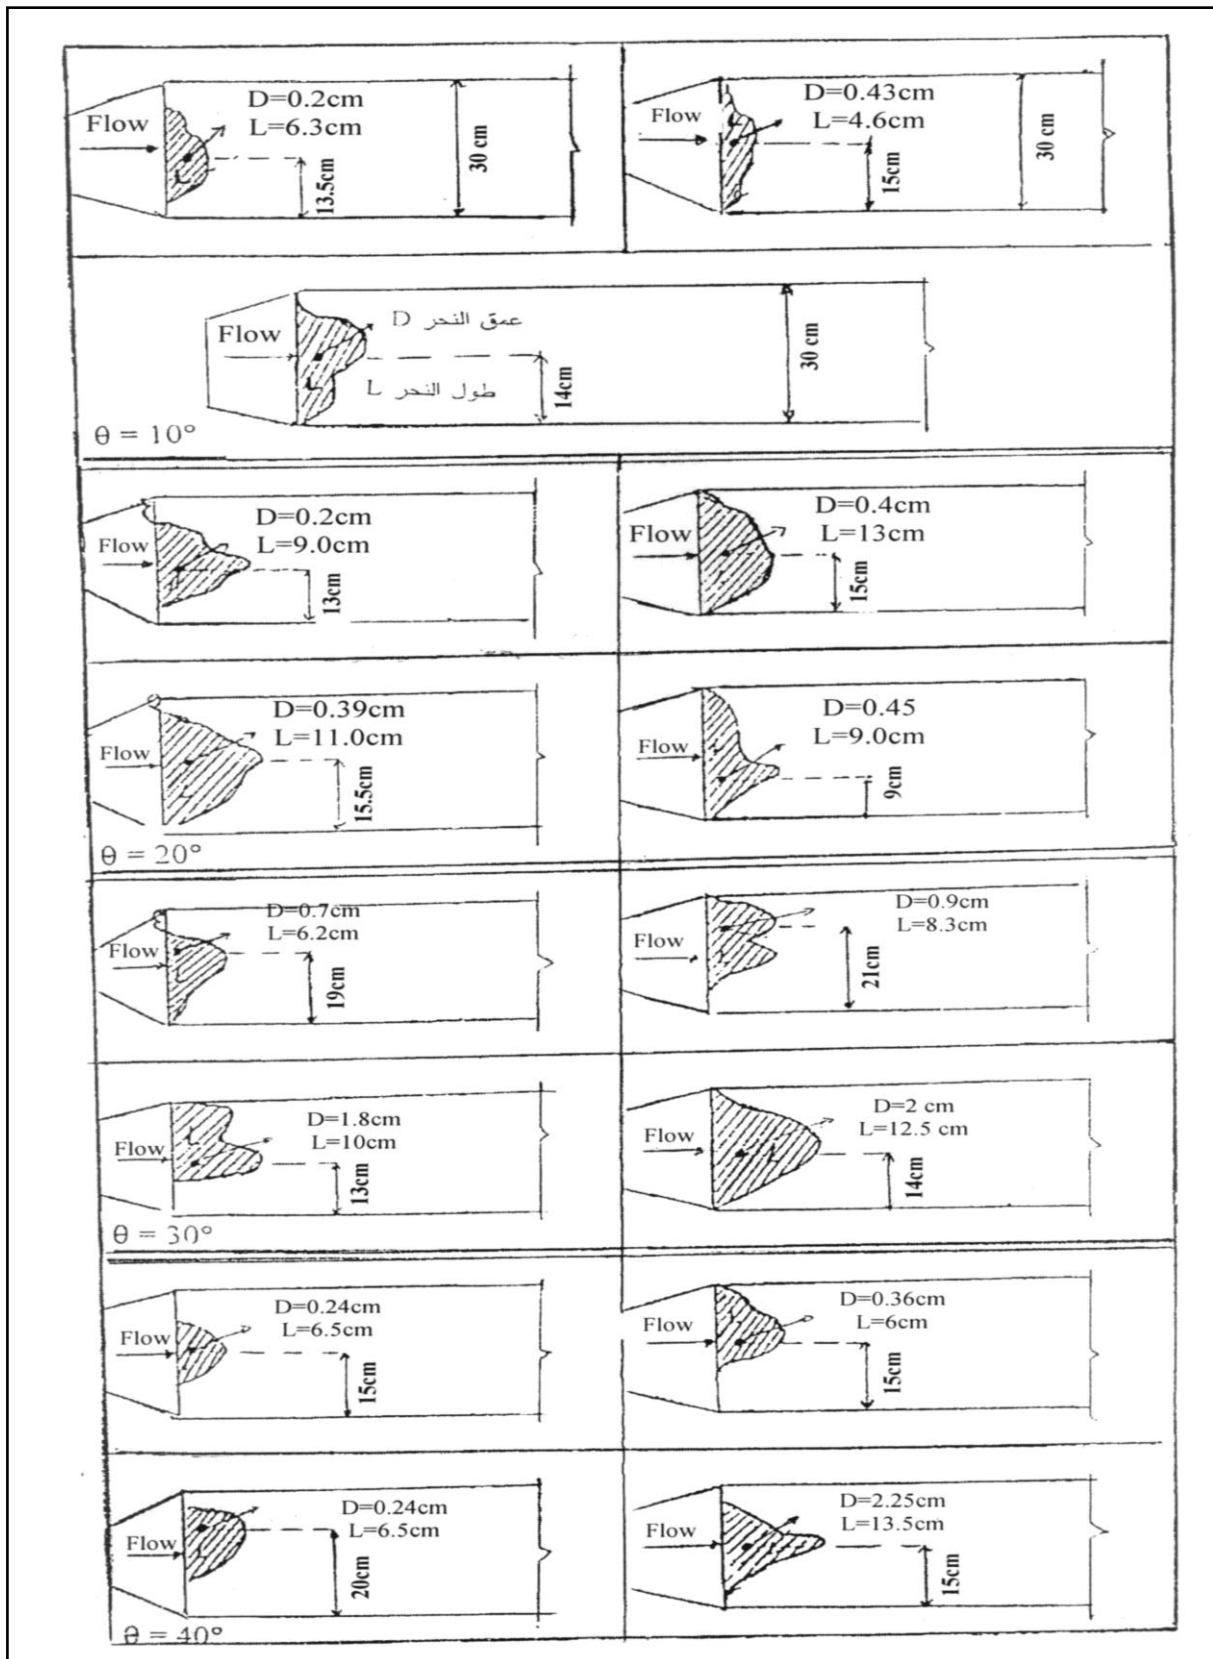 Flow
D=0.2cm
L=6.3cm
13.5cm
30 cm
Flow
D=0.43cm
L=4.6cm
15cm
30 cm
Flow
عمق النحر D
طول النحر L
14cm
30 cm
θ = 10°
Flow
D=0.2cm
L=9.0cm
13cm
Flow
D=0.4cm
L=13cm
15cm
Flow
D=0.39cm
L=11.0cm
15.5cm
Flow
D=0.45
L=9.0cm
9cm
θ = 20°
Flow
D=0.7cm
L=6.2cm
19cm
Flow
D=0.9cm
L=8.3cm
21cm
Flow
D=1.8cm
L=10cm
13cm
Flow
D=2 cm
L=12.5 cm
14cm
θ = 30°
Flow
D=0.24cm
L=6.5cm
15cm
Flow
D=0.36cm
L=6cm
15cm
Flow
D=0.24cm
L=6.5cm
20cm
Flow
D=2.25cm
L=13.5cm
15cm
θ = 40°